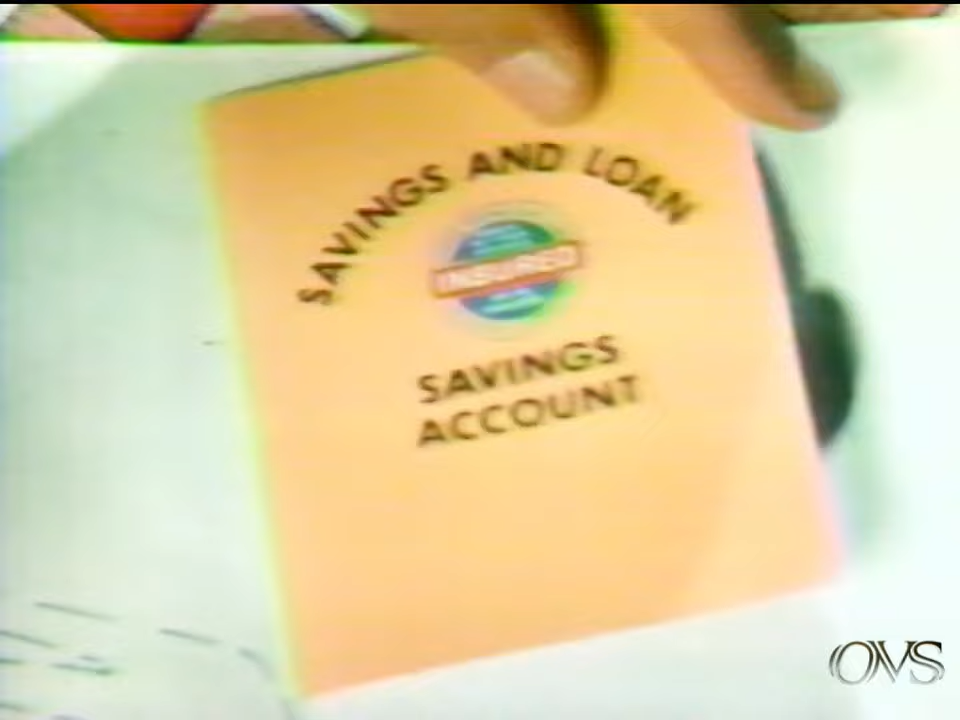 SAVINGS AND LOAN
INSURED
SAVINGS
ACCOUNT
OVS